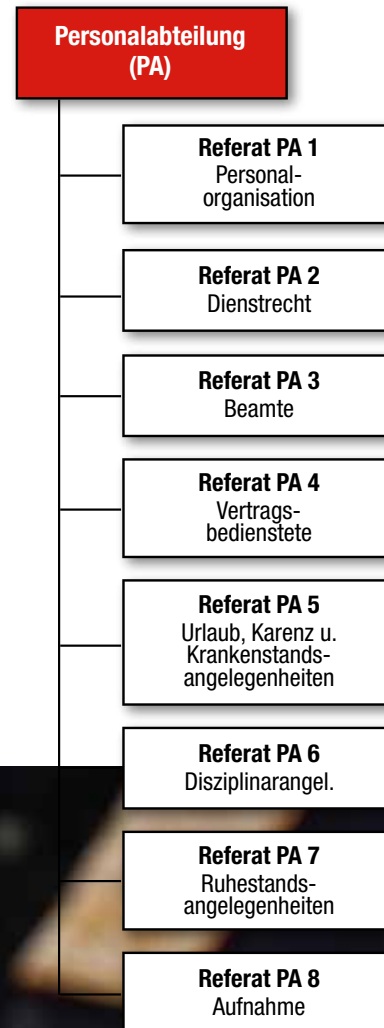 Personalabteilung
(PA)
Referat PA 1
Personal-
organisation
Referat PA 2
Dienstrecht
Referat PA 3
Beamte
Referat PA 4
Vertrags-
bedienstete
Referat PA 5
Urlaub, Karenz u.
Krankenstands-
angelegenheiten
Referat PA 6
Disziplinarangel.
Referat PA 7
Ruhestands-
angelegenheiten
Referat PA 8
Aufnahme